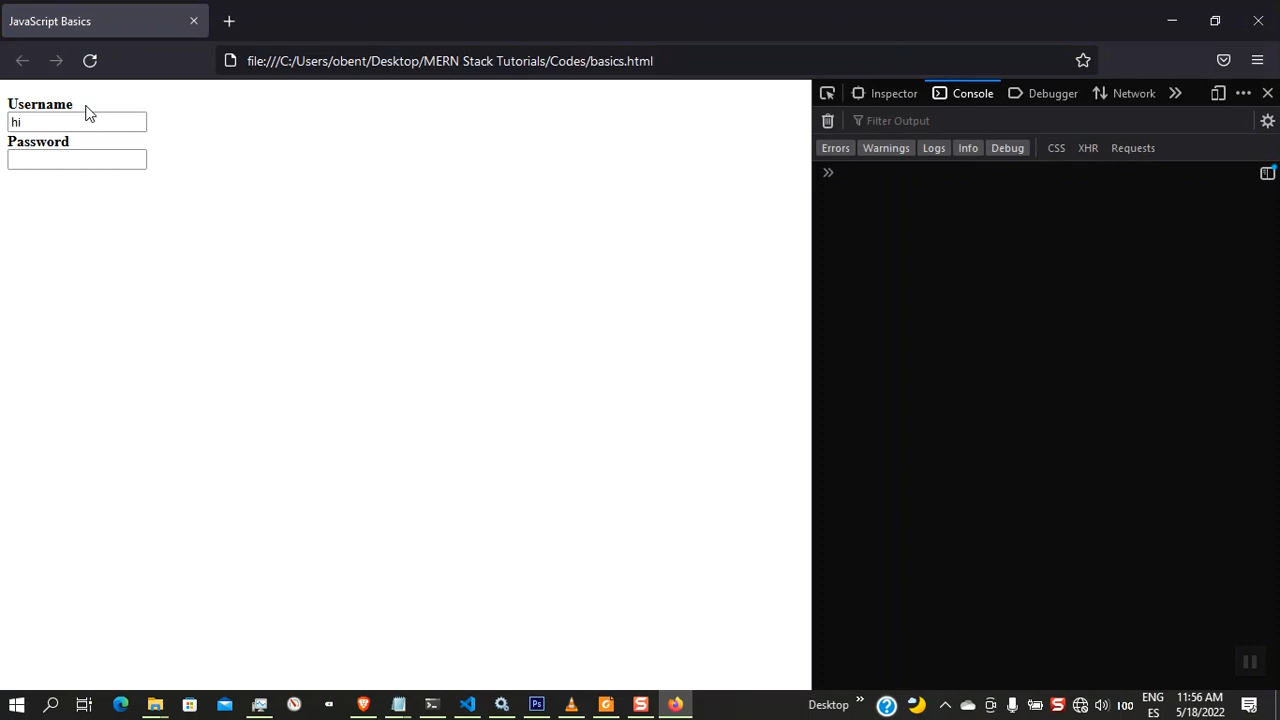 JavaScript Basics
file:///C:/Users/obent/Desktop/MERN Stack Tutorials/Codes/basics.html
Username
hi
Password
Inspector Console Debugger Network
Filter Output
Errors Warnings Logs Info Debug CSS XHR Requests
Desktop
ENG
ES
11:56 AM
5/18/2022